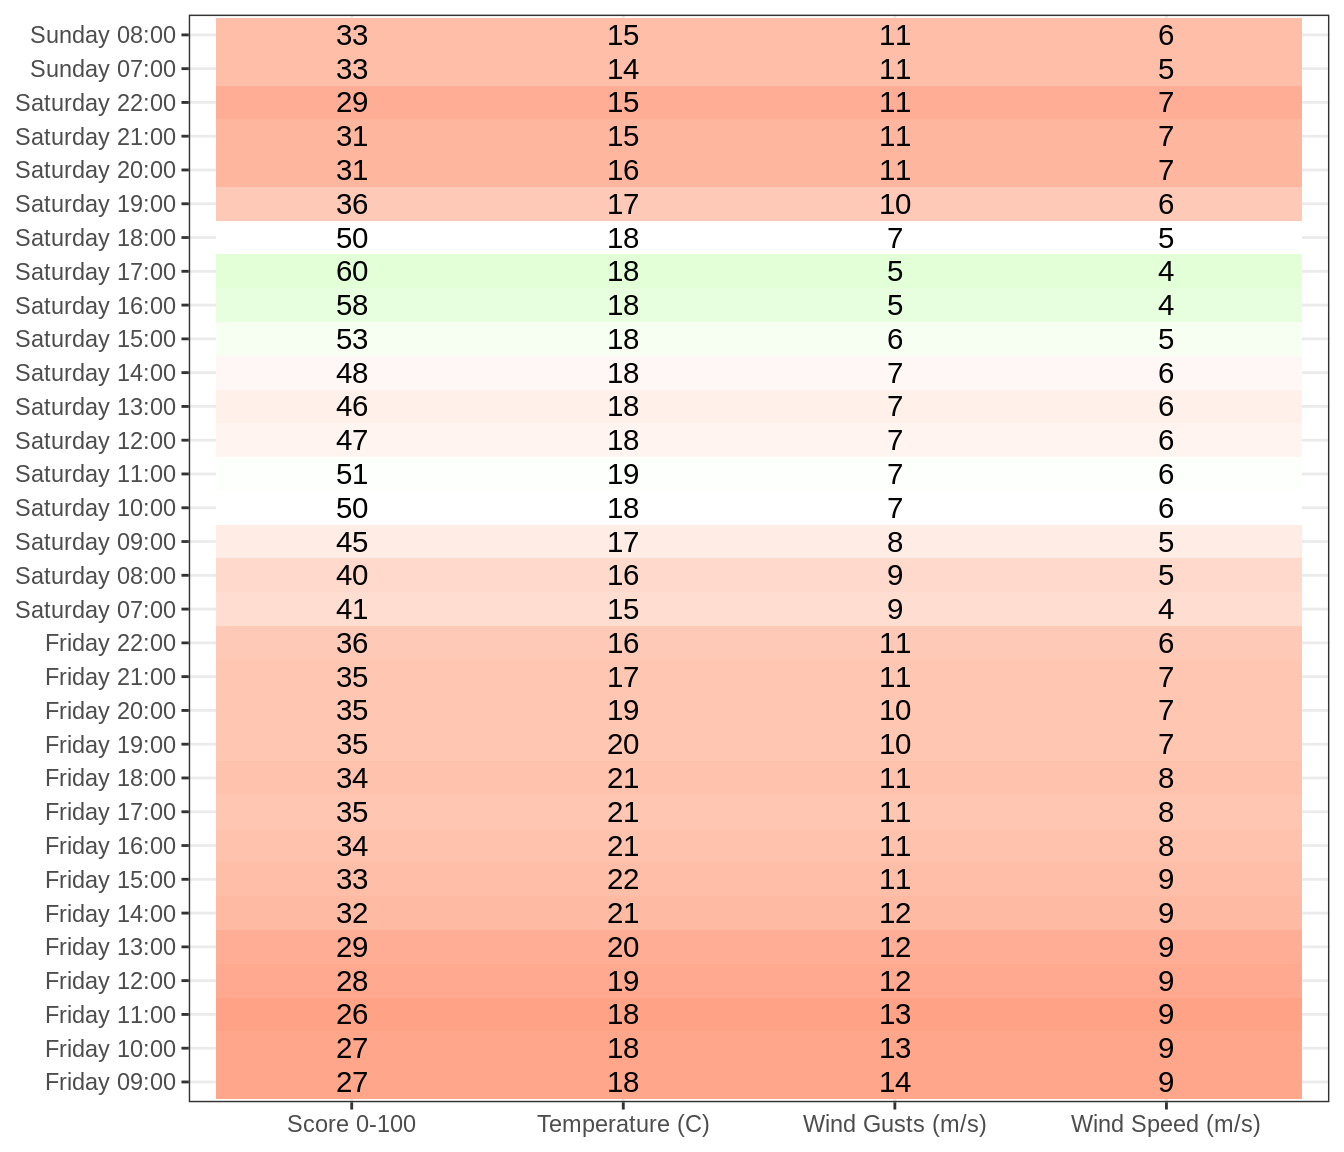 Sunday 08:00 33 15 11 6
Sunday 07:00 33 14 11 5
Saturday 22:00 29 15 11 7
Saturday 21:00 31 15 11 7
Saturday 20:00 31 16 11 7
Saturday 19:00 36 17 10 6
Saturday 18:00 50 18 7 5
Saturday 17:00 60 18 5 4
Saturday 16:00 58 18 5 4
Saturday 15:00 53 18 6 5
Saturday 14:00 48 18 7 6
Saturday 13:00 46 18 7 6
Saturday 12:00 47 18 7 6
Saturday 11:00 51 19 7 6
Saturday 10:00 50 18 7 6
Saturday 09:00 45 17 8 5
Saturday 08:00 40 16 9 5
Saturday 07:00 41 15 9 4
Friday 22:00 36 16 11 6
Friday 21:00 35 17 11 7
Friday 20:00 35 19 10 7
Friday 19:00 35 20 10 7
Friday 18:00 34 21 11 8
Friday 17:00 35 21 11 8
Friday 16:00 34 21 11 8
Friday 15:00 33 22 11 9
Friday 14:00 32 21 12 9
Friday 13:00 29 20 12 9
Friday 12:00 28 19 12 9
Friday 11:00 26 18 13 9
Friday 10:00 27 18 13 9
Friday 09:00 27 18 14 9
Score 0-100 Temperature (C) Wind Gusts (m/s) Wind Speed (m/s)